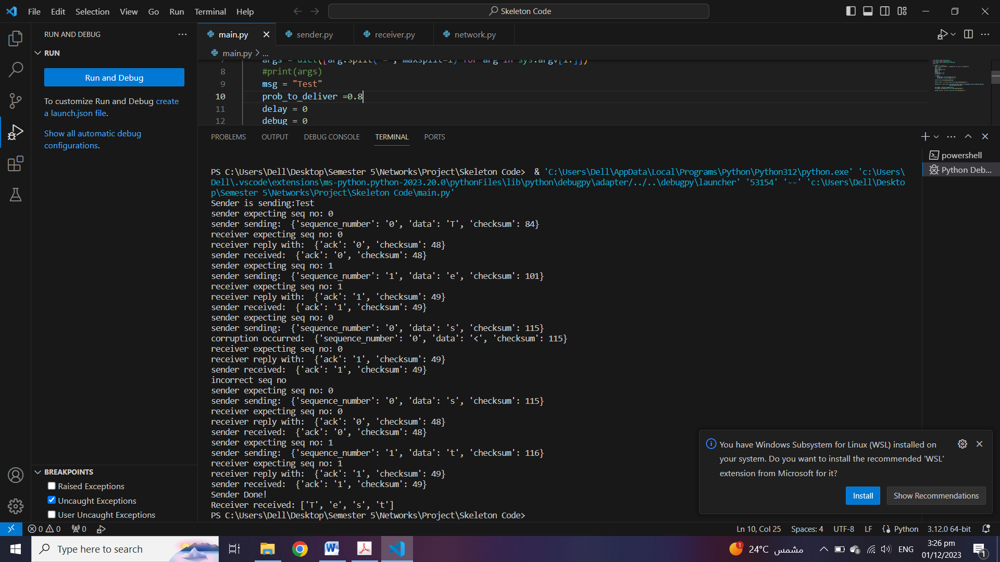 File Edit Selection View Go Run Terminal Help
Skeleton Code
RUN AND DEBUG
RUN
Run and Debug
To customize Run and Debug create
a launch.json file.
Show all automatic debug
configurations.
BREAKPOINTS
Raised Exceptions
Uncaught Exceptions
User Uncaught Exceptions
main.py sender.py receiver.py network.py
main.py > ...
7 args = dict([arg.split('=', maxsplit=1) for arg in sys.argv[1:]])
8 #print(args)
9 msg = "Test"
10 prob_to_deliver =0.8
11 delay = 0
12 debug = 0
PROBLEMS OUTPUT DEBUG CONSOLE TERMINAL PORTS
powershell
Python Deb...
PS C:\Users\Dell\Desktop\Semester 5\Networks\Project\Skeleton Code>  & 'C:\Users\Dell\AppData\Local\Programs\Python\Python312\python.exe' 'c:\Users\
Dell\.vscode\extensions\ms-python.python-2023.20.0\pythonFiles\lib\python\debugpy\adapter/../..\debugpy\launcher' '53154' '--' 'c:\Users\Dell\Deskto
p\Semester 5\Networks\Project\Skeleton Code\main.py'
Sender is sending:Test
sender expecting seq no: 0
sender sending:  {'sequence_number': '0', 'data': 'T', 'checksum': 84}
receiver expecting seq no: 0
receiver reply with:  {'ack': '0', 'checksum': 48}
sender received:  {'ack': '0', 'checksum': 48}
sender expecting seq no: 1
sender sending:  {'sequence_number': '1', 'data': 'e', 'checksum': 101}
receiver expecting seq no: 1
receiver reply with:  {'ack': '1', 'checksum': 49}
sender received:  {'ack': '1', 'checksum': 49}
sender expecting seq no: 0
sender sending:  {'sequence_number': '0', 'data': 's', 'checksum': 115}
corruption occurred:  {'sequence_number': '0', 'data': '<', 'checksum': 115}
receiver expecting seq no: 0
receiver reply with:  {'ack': '1', 'checksum': 49}
sender received:  {'ack': '1', 'checksum': 49}
incorrect seq no
sender expecting seq no: 0
sender sending:  {'sequence_number': '0', 'data': 's', 'checksum': 115}
receiver expecting seq no: 0
receiver reply with:  {'ack': '0', 'checksum': 48}
sender received:  {'ack': '0', 'checksum': 48}
sender expecting seq no: 1
sender sending:  {'sequence_number': '1', 'data': 't', 'checksum': 116}
receiver expecting seq no: 1
receiver reply with:  {'ack': '1', 'checksum': 49}
sender received:  {'ack': '1', 'checksum': 49}
Sender Done!
Receiver received: ['T', 'e', 's', 't']
PS C:\Users\Dell\Desktop\Semester 5\Networks\Project\Skeleton Code>
You have Windows Subsystem for Linux (WSL) installed on
your system. Do you want to install the recommended 'WSL'
extension from Microsoft for it?
Install Show Recommendations
0 0 0 Ln 10, Col 25 Spaces: 4 UTF-8 LF Python 3.12.0 64-bit
Type here to search
1 24°C مشمس ENG
3:26 pm
01/12/2023
1